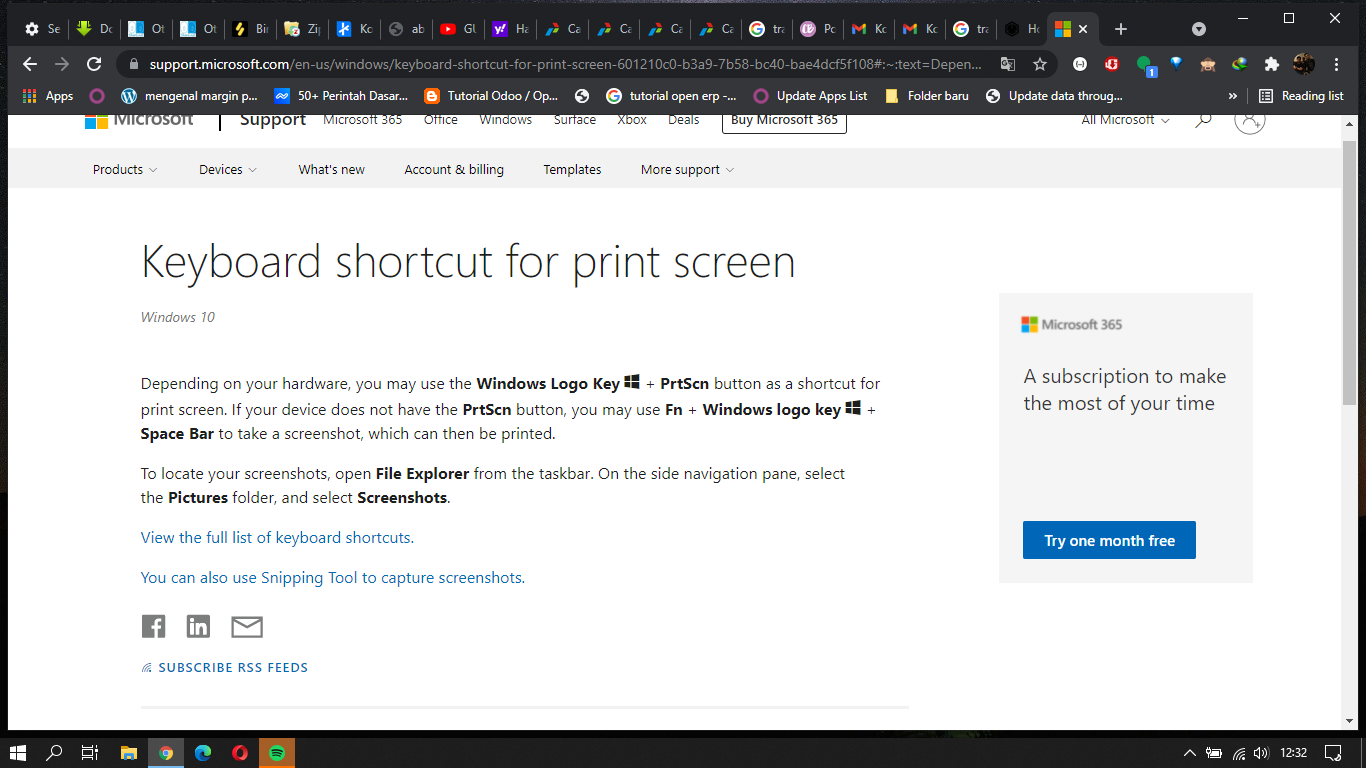 Se
Do
Ot
Ot
Bir
Zip
Ko
ab
Gl
Ha
Ca
Ca
Ca
Ca
tra
Po
Ko
Ko
tra
Ho
support.microsoft.com/en-us/windows/keyboard-shortcut-for-print-screen-601210c0-b3a9-7b58-bc40-bae4dcf5f108#:~:text=Depen...
1
Apps
mengenal margin p...
50+ Perintah Dasar...
Tutorial Odoo / Op...
tutorial open erp -...
Update Apps List
Folder baru
Update data throug...
»
Reading list
Microsoft
Support
Microsoft 365
Office
Windows
Surface
Xbox
Deals
Buy Microsoft 365
All Microsoft
Products
Devices
What's new
Account & billing
Templates
More support
Keyboard shortcut for print screen
Windows 10
Depending on your hardware, you may use the Windows Logo Key + PrtScn button as a shortcut for
print screen. If your device does not have the PrtScn button, you may use Fn + Windows logo key +
Space Bar to take a screenshot, which can then be printed.
To locate your screenshots, open File Explorer from the taskbar. On the side navigation pane, select
the Pictures folder, and select Screenshots.
View the full list of keyboard shortcuts.
You can also use Snipping Tool to capture screenshots.
SUBSCRIBE RSS FEEDS
Microsoft 365
A subscription to make
the most of your time
Try one month free
12:32